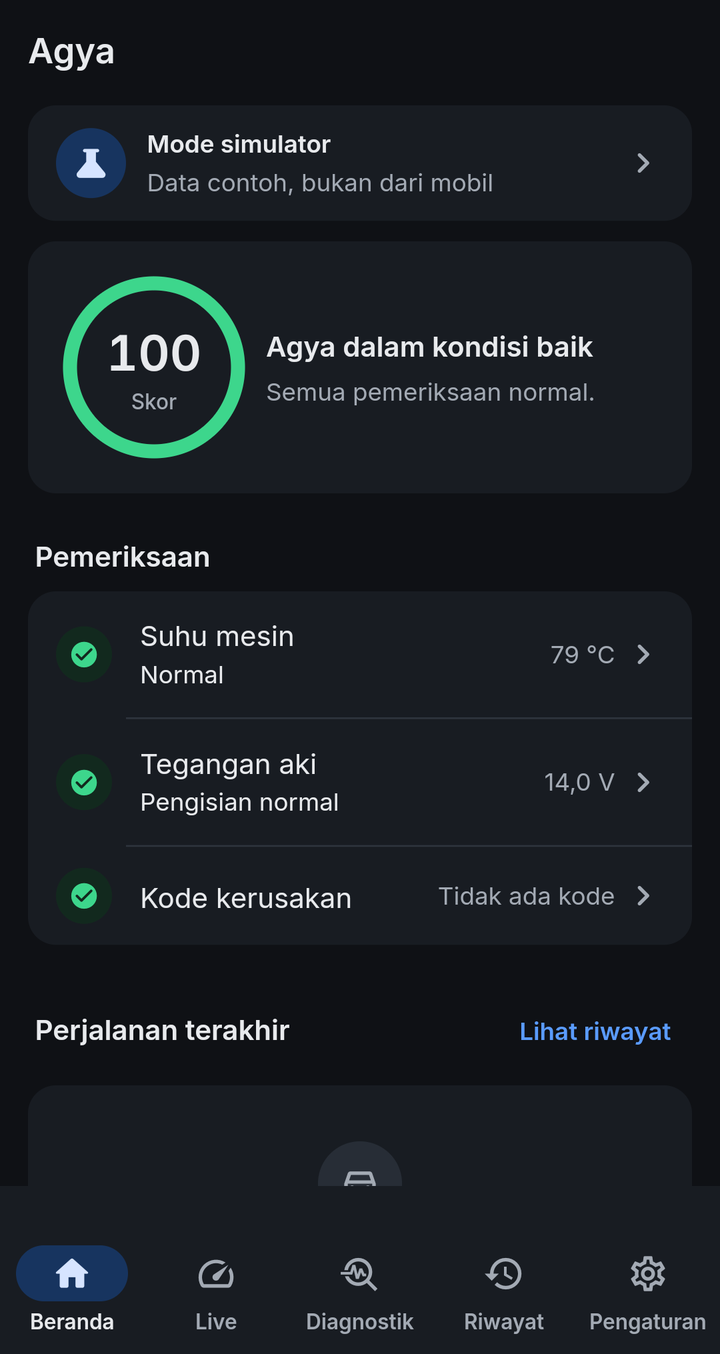 Agya
Mode simulator
Data contoh, bukan dari mobil
100
Skor
Agya dalam kondisi baik
Semua pemeriksaan normal.
Pemeriksaan
Suhu mesin
Normal
79 °C
Tegangan aki
Pengisian normal
14,0 V
Kode kerusakan
Tidak ada kode
Perjalanan terakhir
Lihat riwayat
Beranda
Live
Diagnostik
Riwayat
Pengaturan